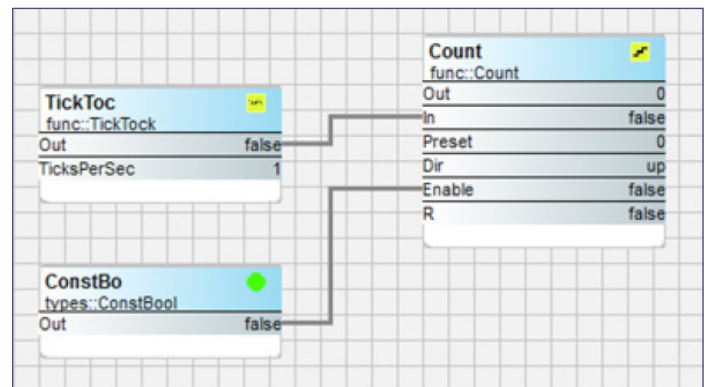 TickToc
func::TickTock
Out false
TicksPerSec 1
ConstBo
types::ConstBool
Out false
Count
func::Count
Out 0
In false
Preset 0
Dir up
Enable false
R false